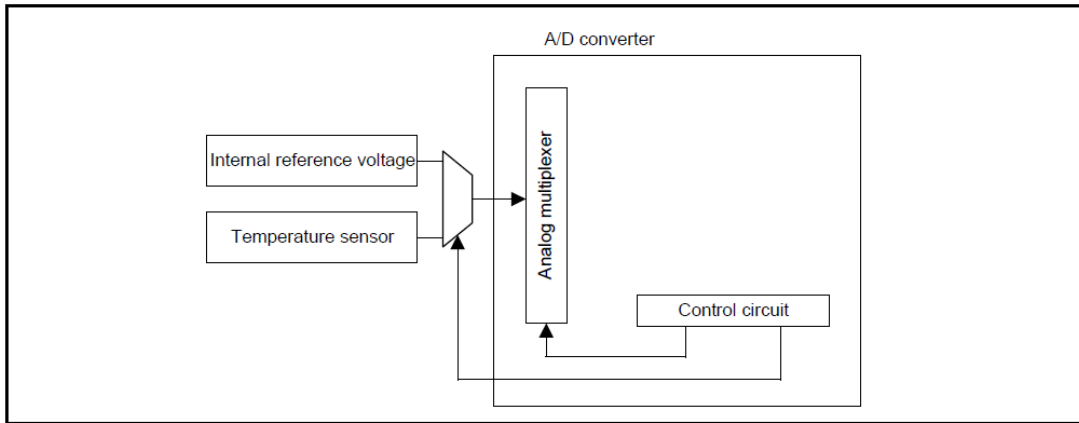 A/D converter
Internal reference voltage
Temperature sensor
Analog multiplexer
Control circuit